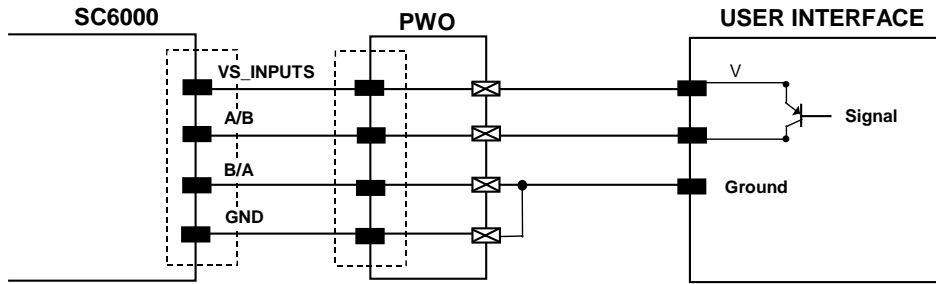 SC6000
PWO
USER INTERFACE
VS_INPUTS
V
A/B
Signal
B/A
Ground
GND